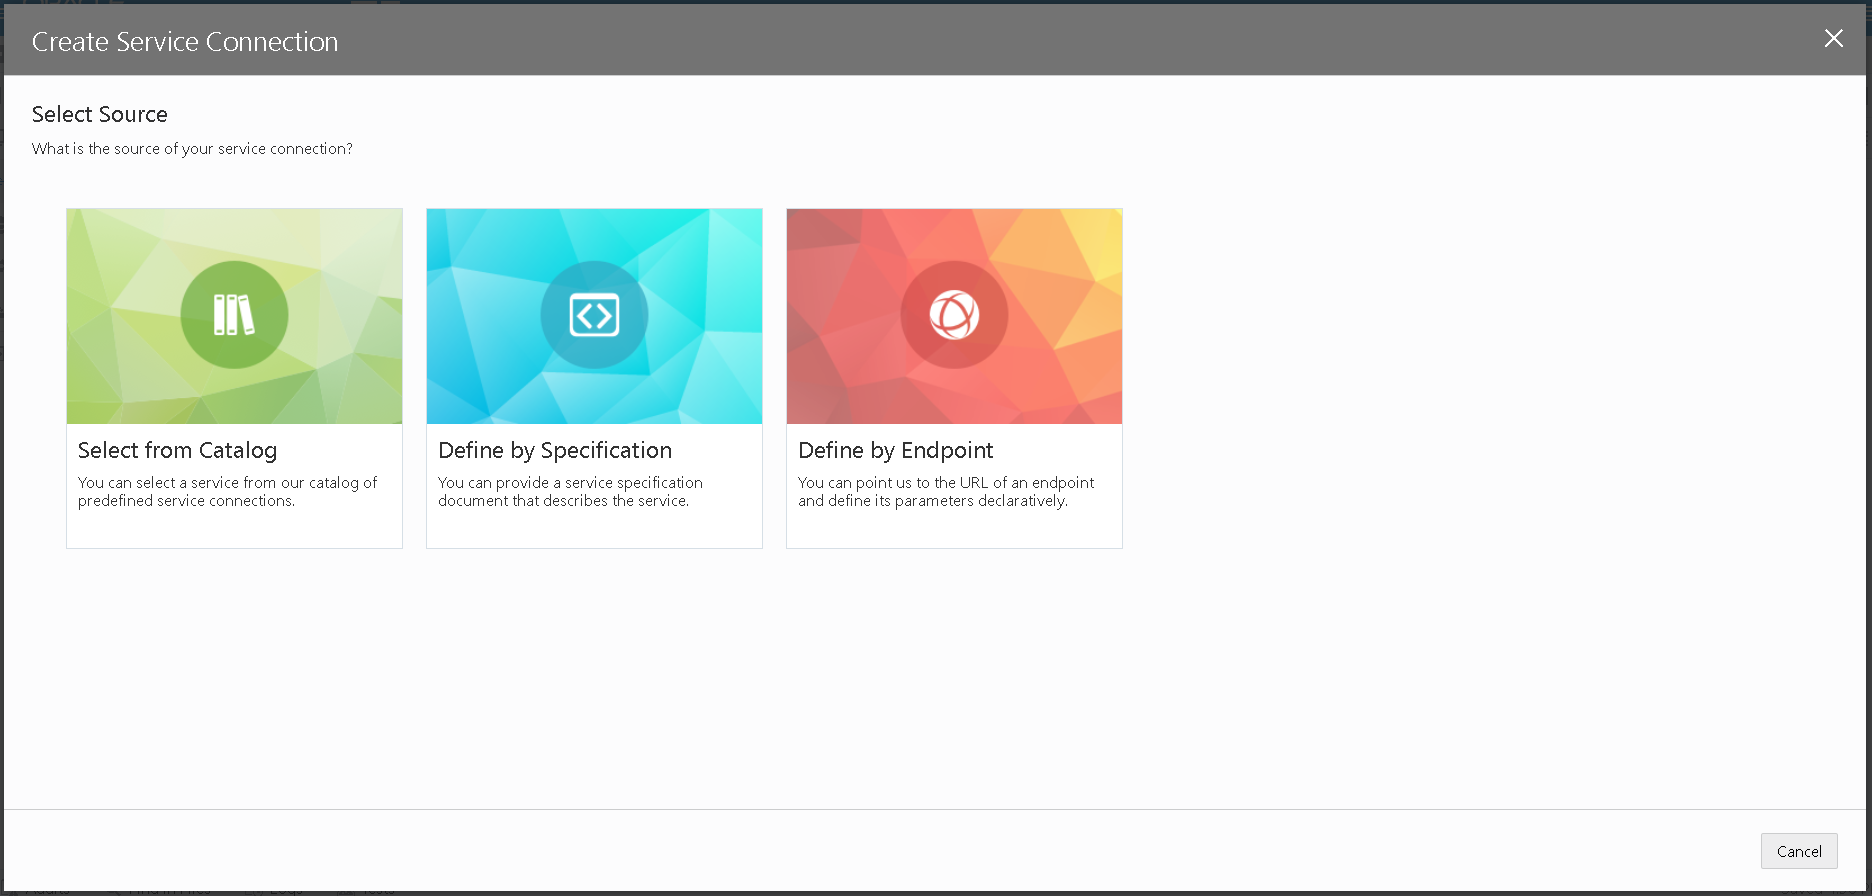 Create Service Connection
Select Source
What is the source of your service connection?
Select from Catalog
You can select a service from our catalog of
predefined service connections.
Define by Specification
You can provide a service specification
document that describes the service.
Define by Endpoint
You can point us to the URL of an endpoint
and define its parameters declaratively.
Cancel